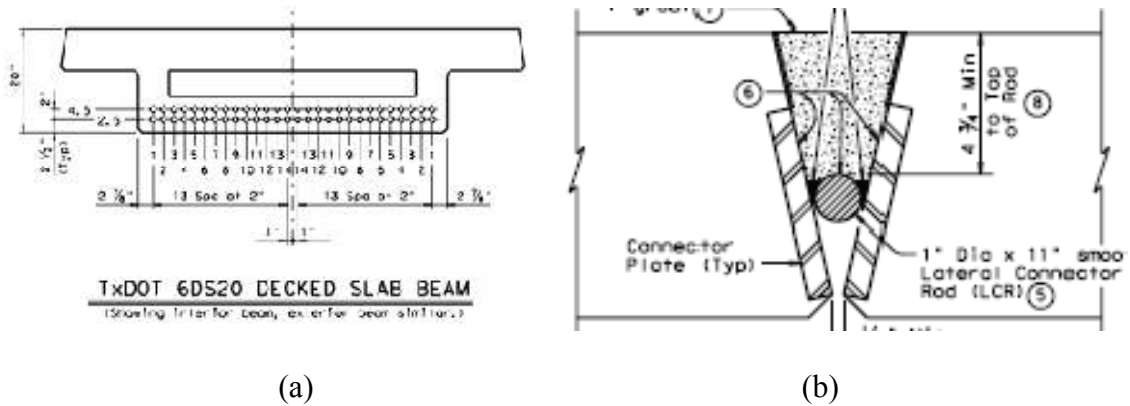 20"
2"
4.5
2.5
2 1/2"
(Typ)
1 3 5 7 9 11 13 13 11 9 7 5 3 1
2 4 6 8 10 12 14 14 12 10 8 6 4 2
2 7/8" 13 Spa at 2" 13 Spa at 2" 2 7/8"
1" 1"
TxDOT 6DS20 DECKED SLAB BEAM
(Showing interior beam, exterior beam similar.)
(a)
grout 7
6
4 3/4" Min
to Top
of Rod
8
Connector
Plate (Typ)
1" Dia x 11" smoo
Lateral Connector
Rod (LCR) 5
(b)